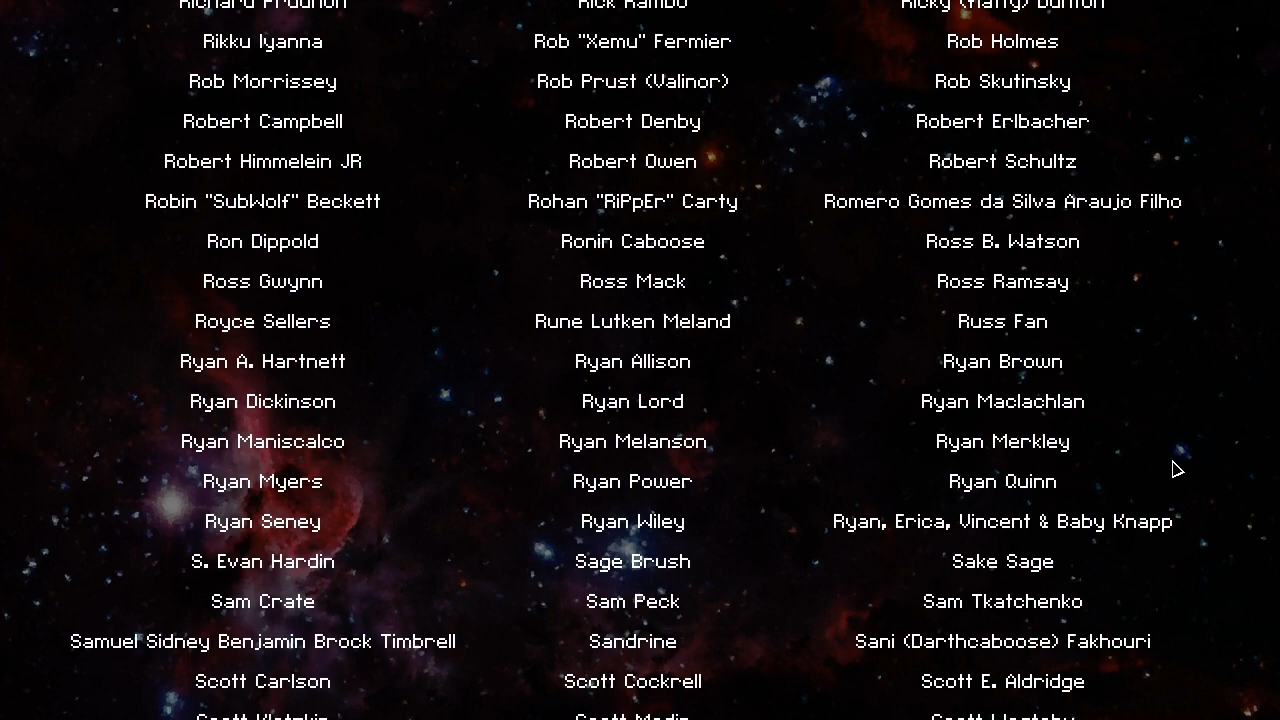 Rikku Iyanna Rob "Xemu" Fermier Rob Holmes
Rob Morrissey Rob Prust (Valinor) Rob Skutinsky
Robert Campbell Robert Denby Robert Erlbacher
Robert Himmelein JR Robert Owen Robert Schultz
Robin "SubWolf" Beckett Rohan "RiPpEr" Carty Romero Gomes da Silva Araujo Filho
Ron Dippold Ronin Caboose Ross B. Watson
Ross Gwynn Ross Mack Ross Ramsay
Royce Sellers Rune Lutken Meland Russ Fan
Ryan A. Hartnett Ryan Allison Ryan Brown
Ryan Dickinson Ryan Lord Ryan Maclachlan
Ryan Maniscalco Ryan Melanson Ryan Merkley
Ryan Myers Ryan Power Ryan Quinn
Ryan Seney Ryan Wiley Ryan, Erica, Vincent & Baby Knapp
S. Evan Hardin Sage Brush Sake Sage
Sam Crate Sam Peck Sam Tkatchenko
Samuel Sidney Benjamin Brock Timbrell Sandrine Sani (Darthcaboose) Fakhouri
Scott Carlson Scott Cockrell Scott E. Aldridge